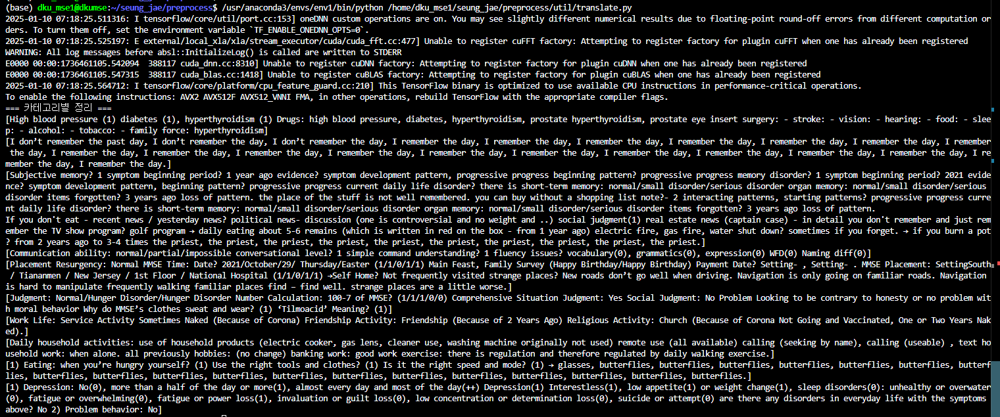 (base) dku_mse1@dkumse:~/seung_jae/preprocess$ /usr/anaconda3/envs/env1/bin/python /home/dku_mse1/seung_jae/preprocess/util/translate.py
2025-01-10 07:18:25.511316: I tensorflow/core/util/port.cc:153] oneDNN custom operations are on. You may see slightly different numerical results due to floating-point round-off errors from different computation or
ders. To turn them off, set the environment variable `TF_ENABLE_ONEDNN_OPTS=0`.
2025-01-10 07:18:25.525197: E external/local_xla/xla/stream_executor/cuda/cuda_fft.cc:477] Unable to register cuFFT factory: Attempting to register factory for plugin cuFFT when one has already been registered
WARNING: All log messages before absl::InitializeLog() is called are written to STDERR
E0000 00:00:1736461105.542094  388117 cuda_dnn.cc:8310] Unable to register cuDNN factory: Attempting to register factory for plugin cuDNN when one has already been registered
E0000 00:00:1736461105.547315  388117 cuda_blas.cc:1418] Unable to register cuBLAS factory: Attempting to register factory for plugin cuBLAS when one has already been registered
2025-01-10 07:18:25.564712: I tensorflow/core/platform/cpu_feature_guard.cc:210] This TensorFlow binary is optimized to use available CPU instructions in performance-critical operations.
To enable the following instructions: AVX2 AVX512F AVX512_VNNI FMA, in other operations, rebuild TensorFlow with the appropriate compiler flags.
=== 카테고리별 정리 ===
[High blood pressure (1) diabetes (1), hyperthyroidism (1) Drugs: high blood pressure, diabetes, hyperthyroidism, prostate hyperthyroidism, prostate eye insert surgery: - stroke: - vision: - hearing: - food: - slee
p: - alcohol: - tobacco: - family force: hyperthyroidism]
[I don’t remember the past day, I don’t remember the day, I don’t remember the day, I remember the day, I remember the day, I remember the day, I remember the day, I remember the day, I remember the day, I remember
 the day, I remember the day, I remember the day, I remember the day, I remember the day, I remember the day, I remember the day, I remember the day, I remember the day, I remember the day, I remember the day, I re
member the day, I remember the day.]
[Subjective memory? 1 symptom beginning period? 1 year ago evidence? symptom development pattern, progressive progress beginning pattern? progressive progress memory disorder? 1 symptom beginning period? 2021 evide
nce? symptom development pattern, beginning pattern? progressive progress current daily life disorder? there is short-term memory: normal/small disorder/serious disorder organ memory: normal/small disorder/serious
disorder items forgotten? 3 years ago loss of pattern. the place of the stuff is not well remembered. you can buy without a shopping list note?- 2 interacting patterns, starting patterns? progressive progress curre
nt daily life disorder? there is short-term memory: normal/small disorder/serious disorder organ memory: normal/small disorder/serious disorder items forgotten? 3 years ago loss of pattern.
If you don't eat - recent news / yesterday news? political news- discussion (one is controversial and no weight and ..) social judgment(1) real estate news (captain case) - in detail you don't remember and just rem
ember the TV show program? golf program → daily eating about 5-6 remains (which is written in red on the box - from 1 year ago) electric fire, gas fire, water shut down? sometimes if you forget. → if you burn a pot
? from 2 years ago to 3-4 times the priest, the priest, the priest, the priest, the priest, the priest, the priest, the priest, the priest, the priest, the priest.]
[Communication ability: normal/partial/impossible conversational level? 1 simple command understanding? 1 fluency issues? vocabulary(0), grammatics(0), expression(0) WFD(0) Naming diff(0)]
[Placement Resurgency: Normal MMSE Time: Date? 2021/October/29/ Thursday/Easter (1/1/0/1/1) Main Feast, Family Survey (Happy Birthday/Happy Birthday) Payment Date? Setting- , Setting- . MMSE Placement: SettingSouth
 / Tiananmen / New Jersey / 1st Floor / National Hospital (1/1/0/1/1) →Self Home? Not frequently visited strange places? New roads don’t go well when driving. Navigation is only going on familiar roads. Navigation
is hard to manipulate frequently walking familiar places find – find well. strange places are a little worse.]
[Judgment: Normal/Hunger Disorder/Hunger Disorder Number Calculation: 100-7 of MMSE? (1/1/1/0/0) Comprehensive Situation Judgment: Yes Social Judgment: No Problem Looking to be contrary to honesty or no problem wit
h moral behavior Why do MMSE’s clothes sweat and wear? (1) ‘Tilmoacid’ Meaning? (1)]
[Work Life: Service Activity Sometimes Naked (Because of Corona) Friendship Activity: Friendship (Because of 2 Years Ago) Religious Activity: Church (Because of Corona Not Going and Vaccinated, One or Two Years Nak
ed).]
[Daily household activities: use of household products (electric cooker, gas lens, cleaner use, washing machine originally not used) remote use (all available) calling (seeking by name), calling (useable) , text ho
usehold work: when alone. all previously hobbies: (no change) banking work: good work exercise: there is regulation and therefore regulated by daily walking exercise.]
[1) Eating: when you’re hungry yourself? (1) Use the right tools and clothes? (1) Is it the right speed and mode? (1) → glasses, butterflies, butterflies, butterflies, butterflies, butterflies, butterflies, butterf
lies, butterflies, butterflies, butterflies, butterflies, butterflies, butterflies, butterflies, butterflies, butterflies, butterflies, butterflies.]
[1) Depression: No(0), more than a half of the day or more(1), almost every day and most of the day(++) Depression(1) Interestless(1), low appetite(1) or weight change(1), sleep disorders(0): unhealthy or overwater
(0), fatigue or overwhelming(0), fatigue or power loss(1), invaluation or guilt loss(0), low concentration or determination loss(0), suicide or attempt(0) are there any disorders in everyday life with the symptoms
above? No 2) Problem behavior: No]